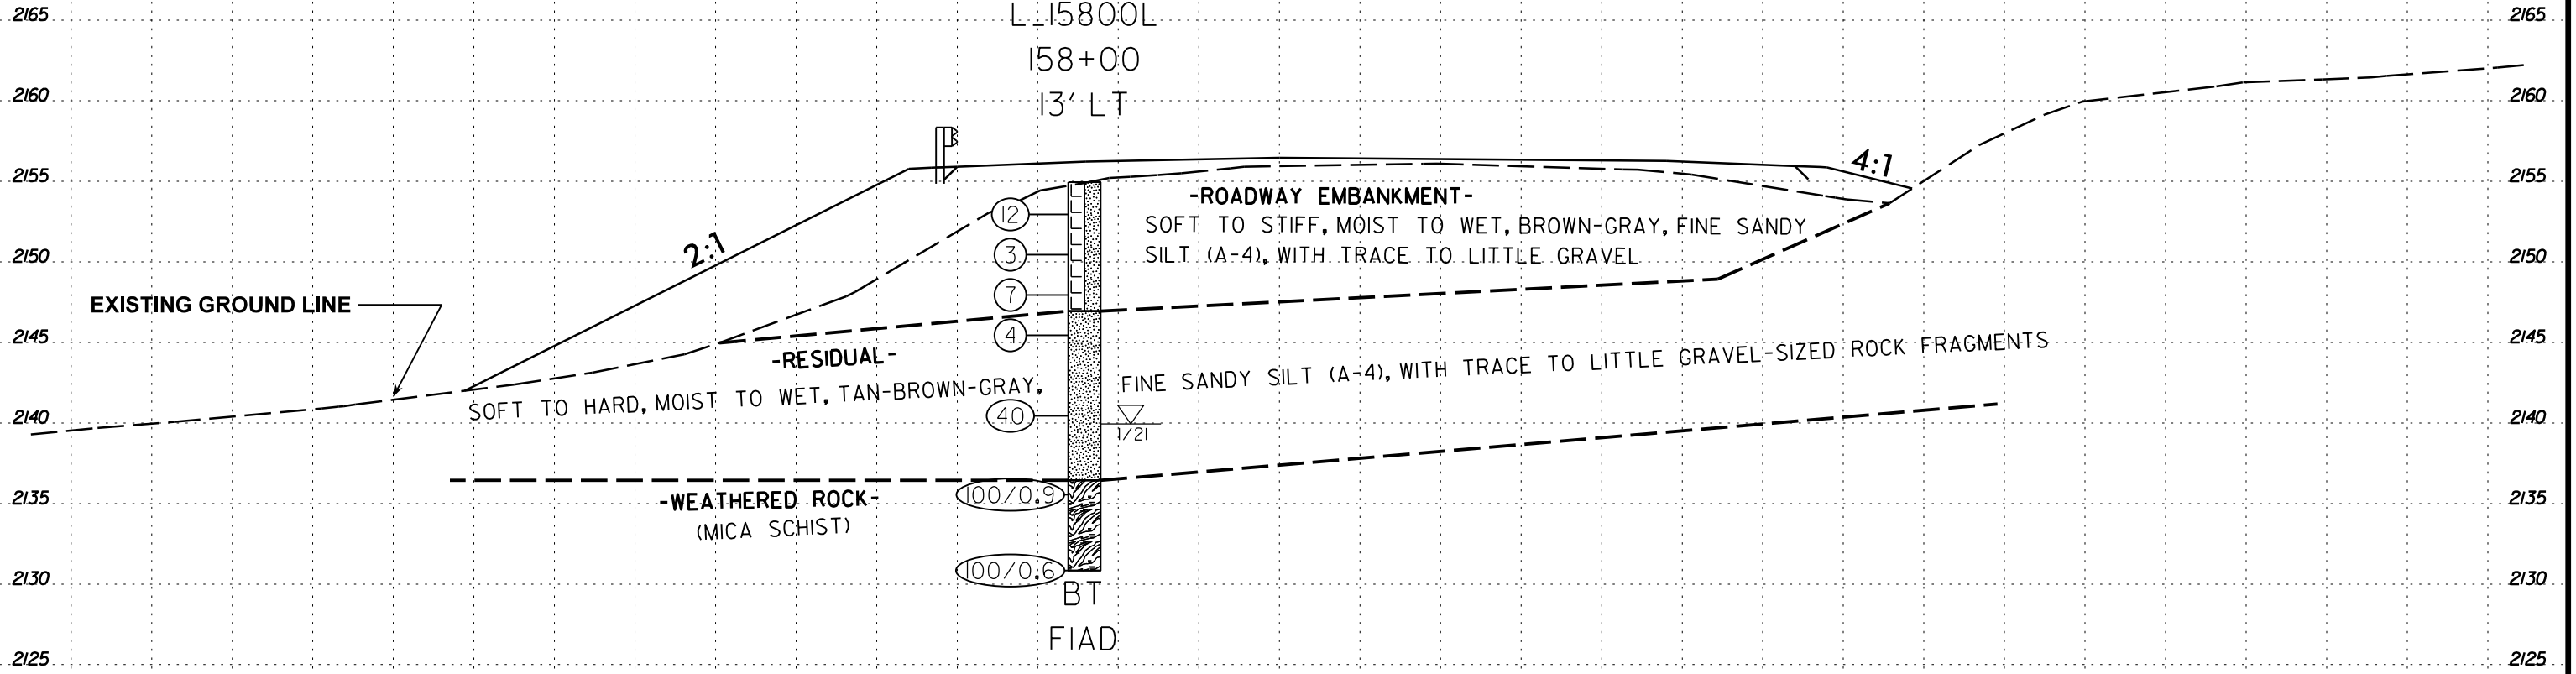 2165
L_15800L
2165
158+00
2160
13' LT
2160
2155
4:1
2155
-ROADWAY EMBANKMENT-
12
SOFT TO STIFF, MOIST TO WET, BROWN-GRAY, FINE SANDY
2:1
2150
3
SILT (A-4), WITH TRACE TO LITTLE GRAVEL
2150
EXISTING GROUND LINE
7
2145
4
2145
-RESIDUAL-
SOFT TO HARD, MOIST TO WET, TAN-BROWN-GRAY,
FINE SANDY SILT (A-4), WITH TRACE TO LITTLE GRAVEL-SIZED ROCK FRAGMENTS
2140
40
2140
1/21
2135
-WEATHERED ROCK-
100/0.9
2135
(MICA SCHIST)
2130
100/0.6
2130
BT
FIAD
2125
2125